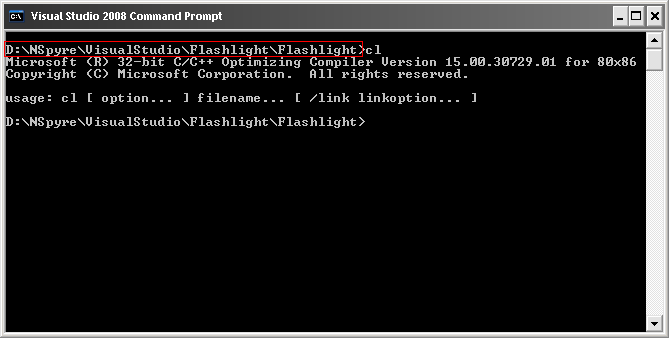 Visual Studio 2008 Command Prompt
D:\NSpyre\VisualStudio\Flashlight\Flashlight>cl
Microsoft (R) 32-bit C/C++ Optimizing Compiler Version 15.00.30729.01 for 80x86
Copyright (C) Microsoft Corporation.  All rights reserved.
usage: cl [ option... ] filename... [ /link linkoption... ]
D:\NSpyre\VisualStudio\Flashlight\Flashlight>